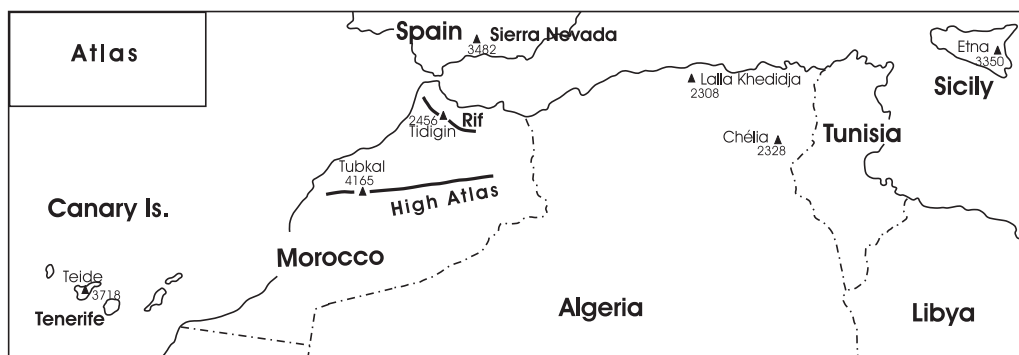 Atlas
Spain
Sierra Nevada
3482
Etna
3350
Sicily
Lalla Khedidja
2308
2456
Tidigin
Rif
Chélia
2328
Tunisia
Tubkal
4165
High Atlas
Canary Is.
Morocco
Teide
3718
Tenerife
Algeria
Libya